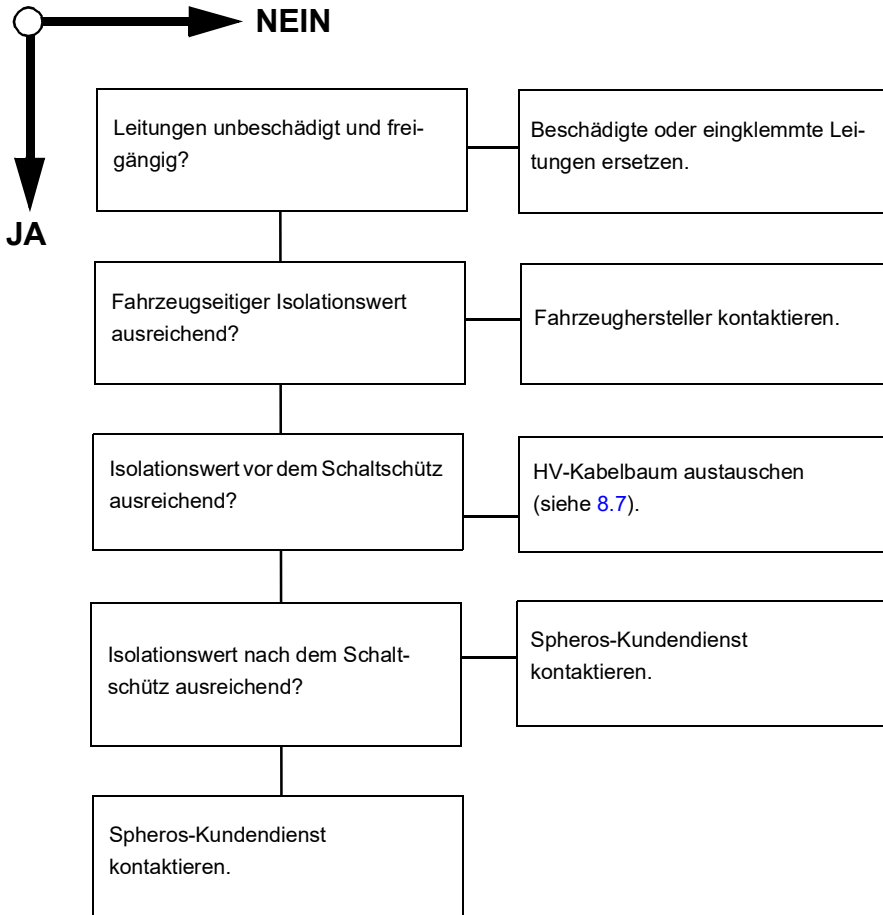 NEIN
JA
Leitungen unbeschädigt und frei-
gängig?
Beschädigte oder eingklemmte Lei-
tungen ersetzen.
Fahrzeugseitiger Isolationswert
ausreichend?
Fahrzeughersteller kontaktieren.
Isolationswert vor dem Schaltschütz
ausreichend?
HV-Kabelbaum austauschen
(siehe 8.7).
Isolationswert nach dem Schalt-
schütz ausreichend?
Spheros-Kundendienst
kontaktieren.
Spheros-Kundendienst
kontaktieren.